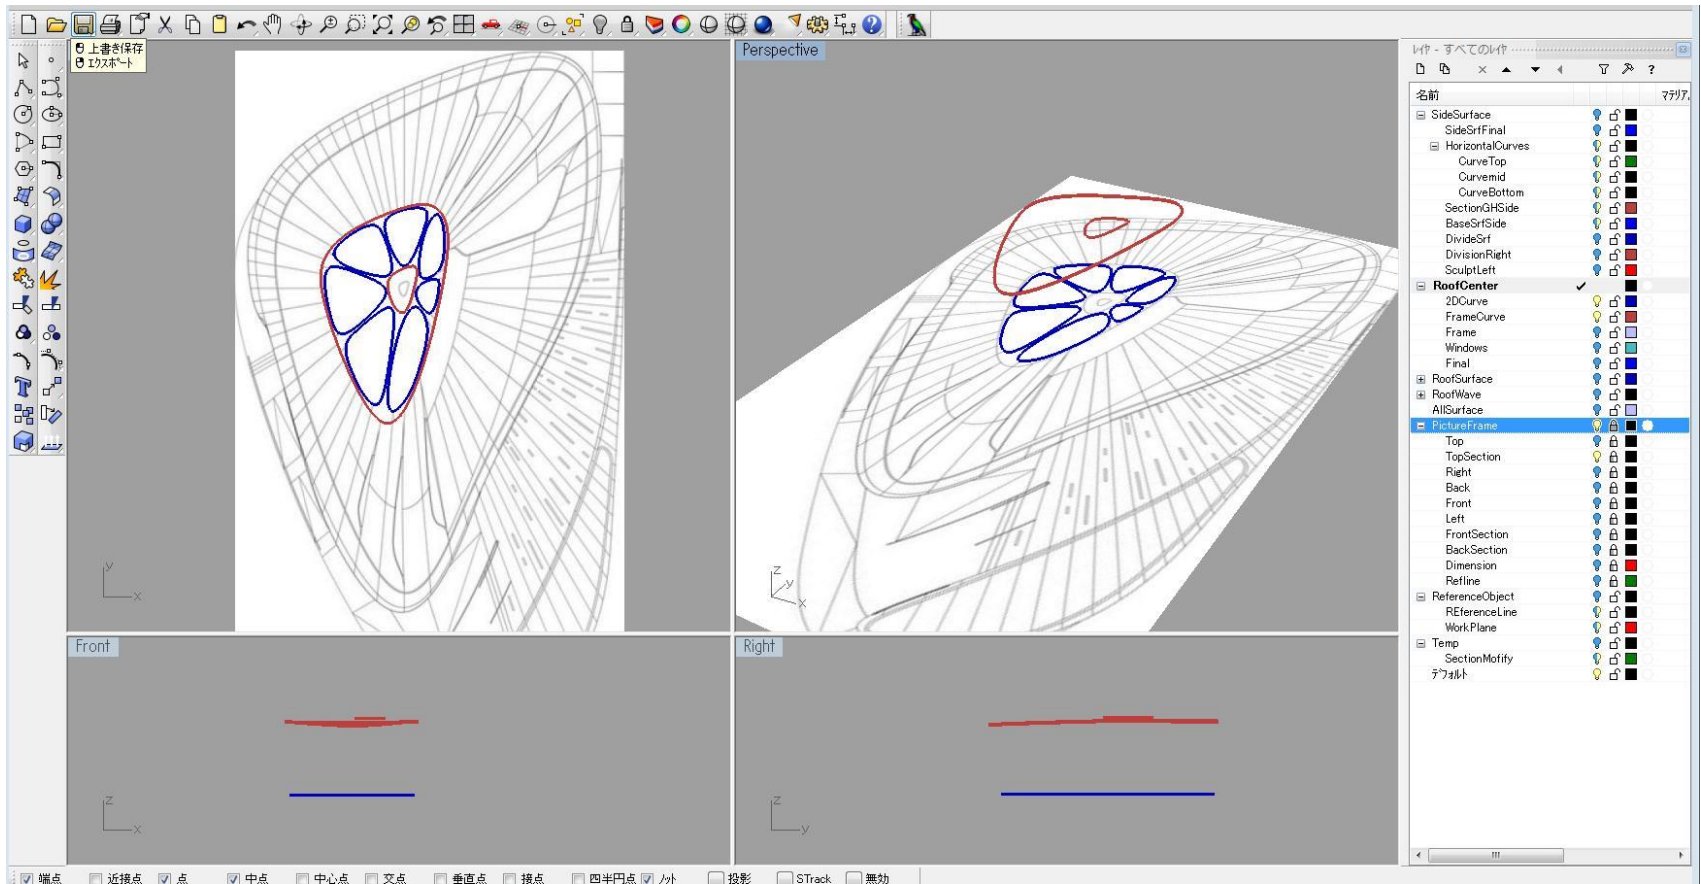 上書き保存
エクスポート
Perspective
y
x
z
y
x
Front
Right
z
x
z
y
ﾚｲﾔ - すべてのﾚｲﾔ
?
名前
マテリア.
SideSurface
SideSrfFinal
HorizontalCurves
CurveTop
Curvemid
CurveBottom
SectionGHSide
BaseSrfSide
DivideSrf
DivisionRight
SculptLeft
RoofCenter
2DCurve
FrameCurve
Frame
Windows
Final
RoofSurface
RoofWave
AllSurface
PictureFrame
Top
TopSection
Right
Back
Front
Left
FrontSection
BackSection
Dimension
Refline
ReferenceObject
REferenceLine
WorkPlane
Temp
SectionMofify
ﾃﾞﾌｫﾙﾄ
端点 近接点 点 中点 中心点 交点 垂直点 接点 四半円点 ﾉｯﾄ 投影 STrack 無効